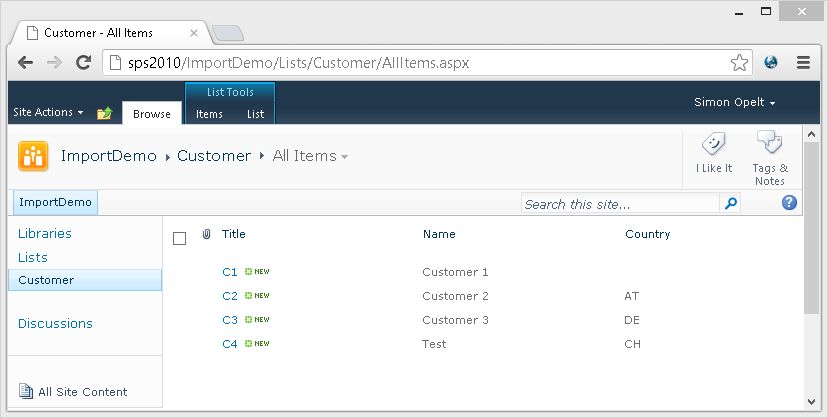 Customer - All Items
sps2010/ImportDemo/Lists/Customer/AllItems.aspx
List Tools
Site Actions Browse Items List Simon Opelt
ImportDemo Customer All Items
I Like It Tags &
Notes
ImportDemo Search this site...
Libraries
Lists
Customer
Discussions
All Site Content
Title Name Country
C1 NEW Customer 1
C2 NEW Customer 2 AT
C3 NEW Customer 3 DE
C4 NEW Test CH